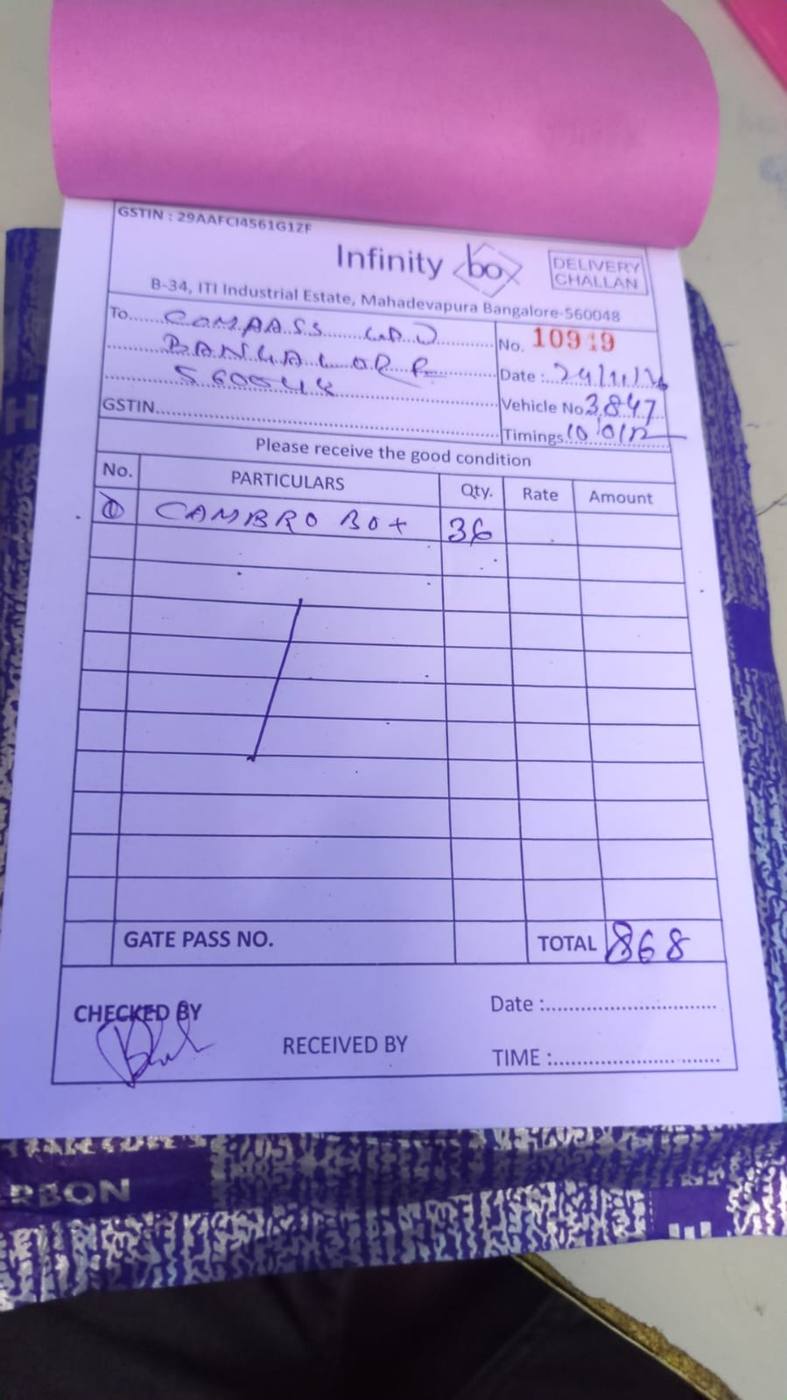 GSTIN : 29AAFCI4561G1ZF
Infinity box
DELIVERY
CHALLAN
B-34, ITI Industrial Estate, Mahadevapura Bangalore-560048
To COMPASS
BANGALORE
No. 10919
Date :
Vehicle No 3847
GSTIN
Timings
Please receive the good condition
No. PARTICULARS Qty. Rate Amount
① CAMBRO BOX 36
GATE PASS NO. TOTAL 868
CHECKED BY
Date :
RECEIVED BY
TIME :
RBON